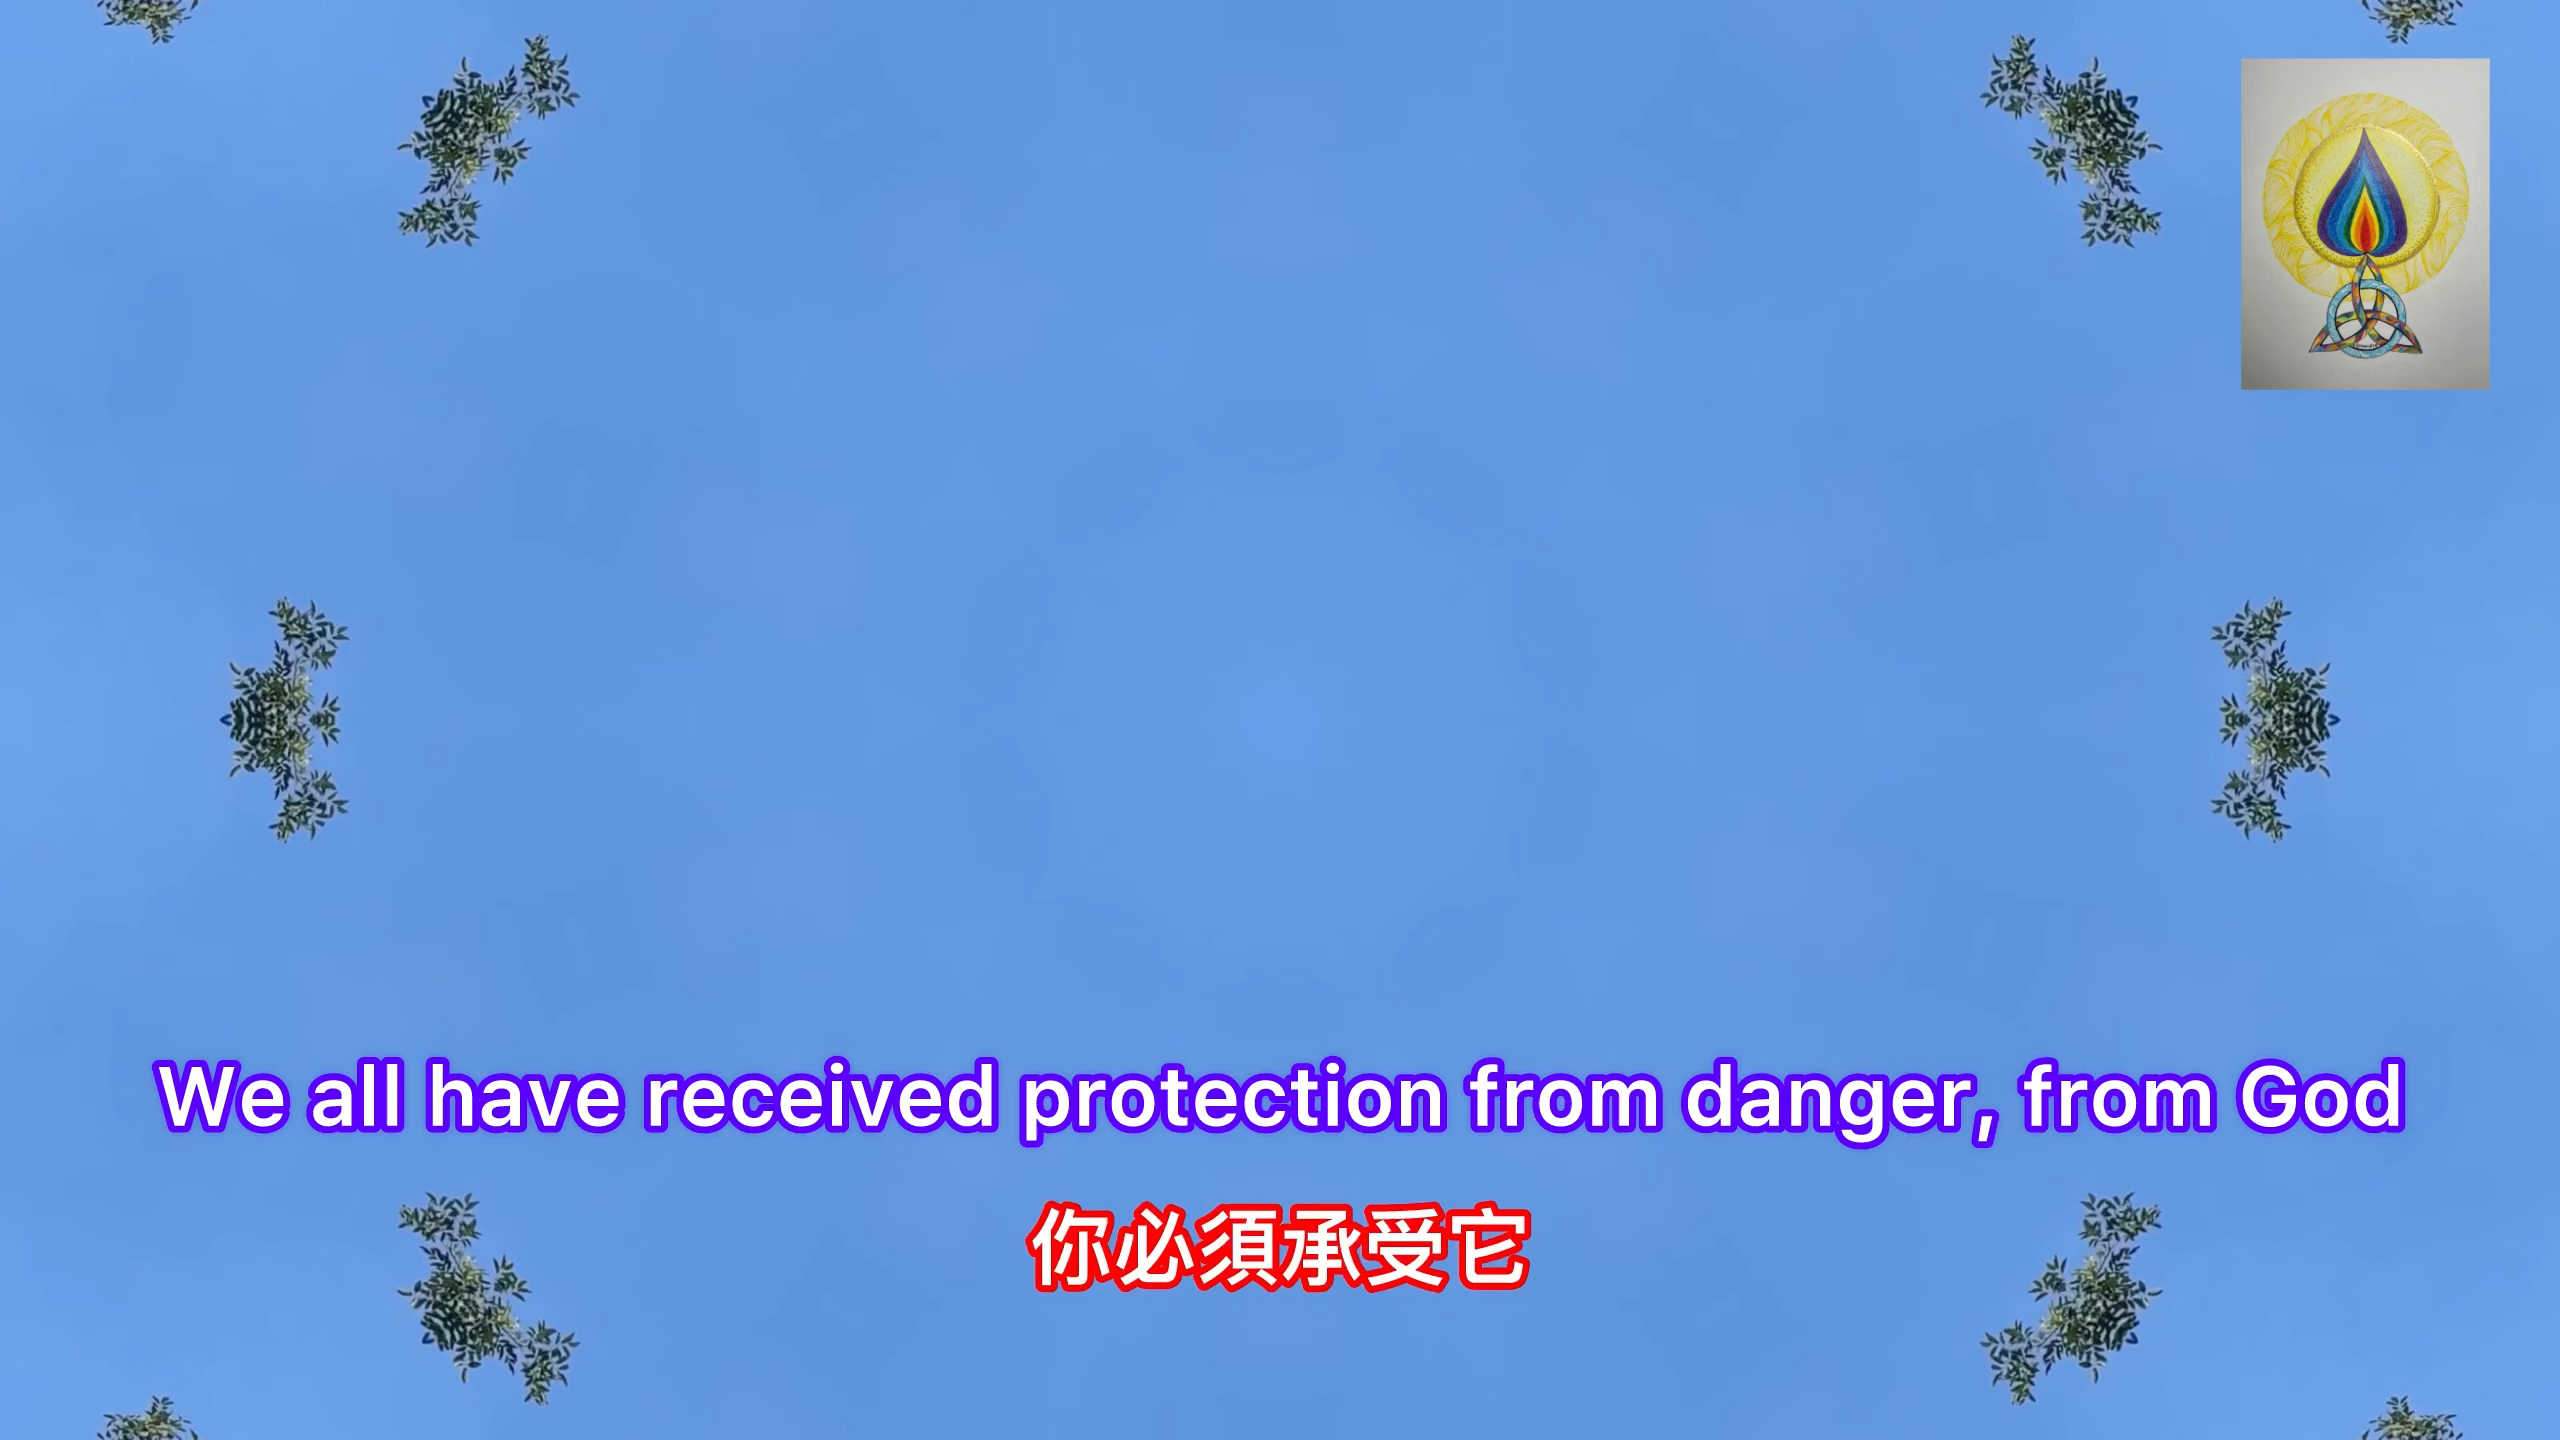 We all have received protection from danger, from God
你必須承受它